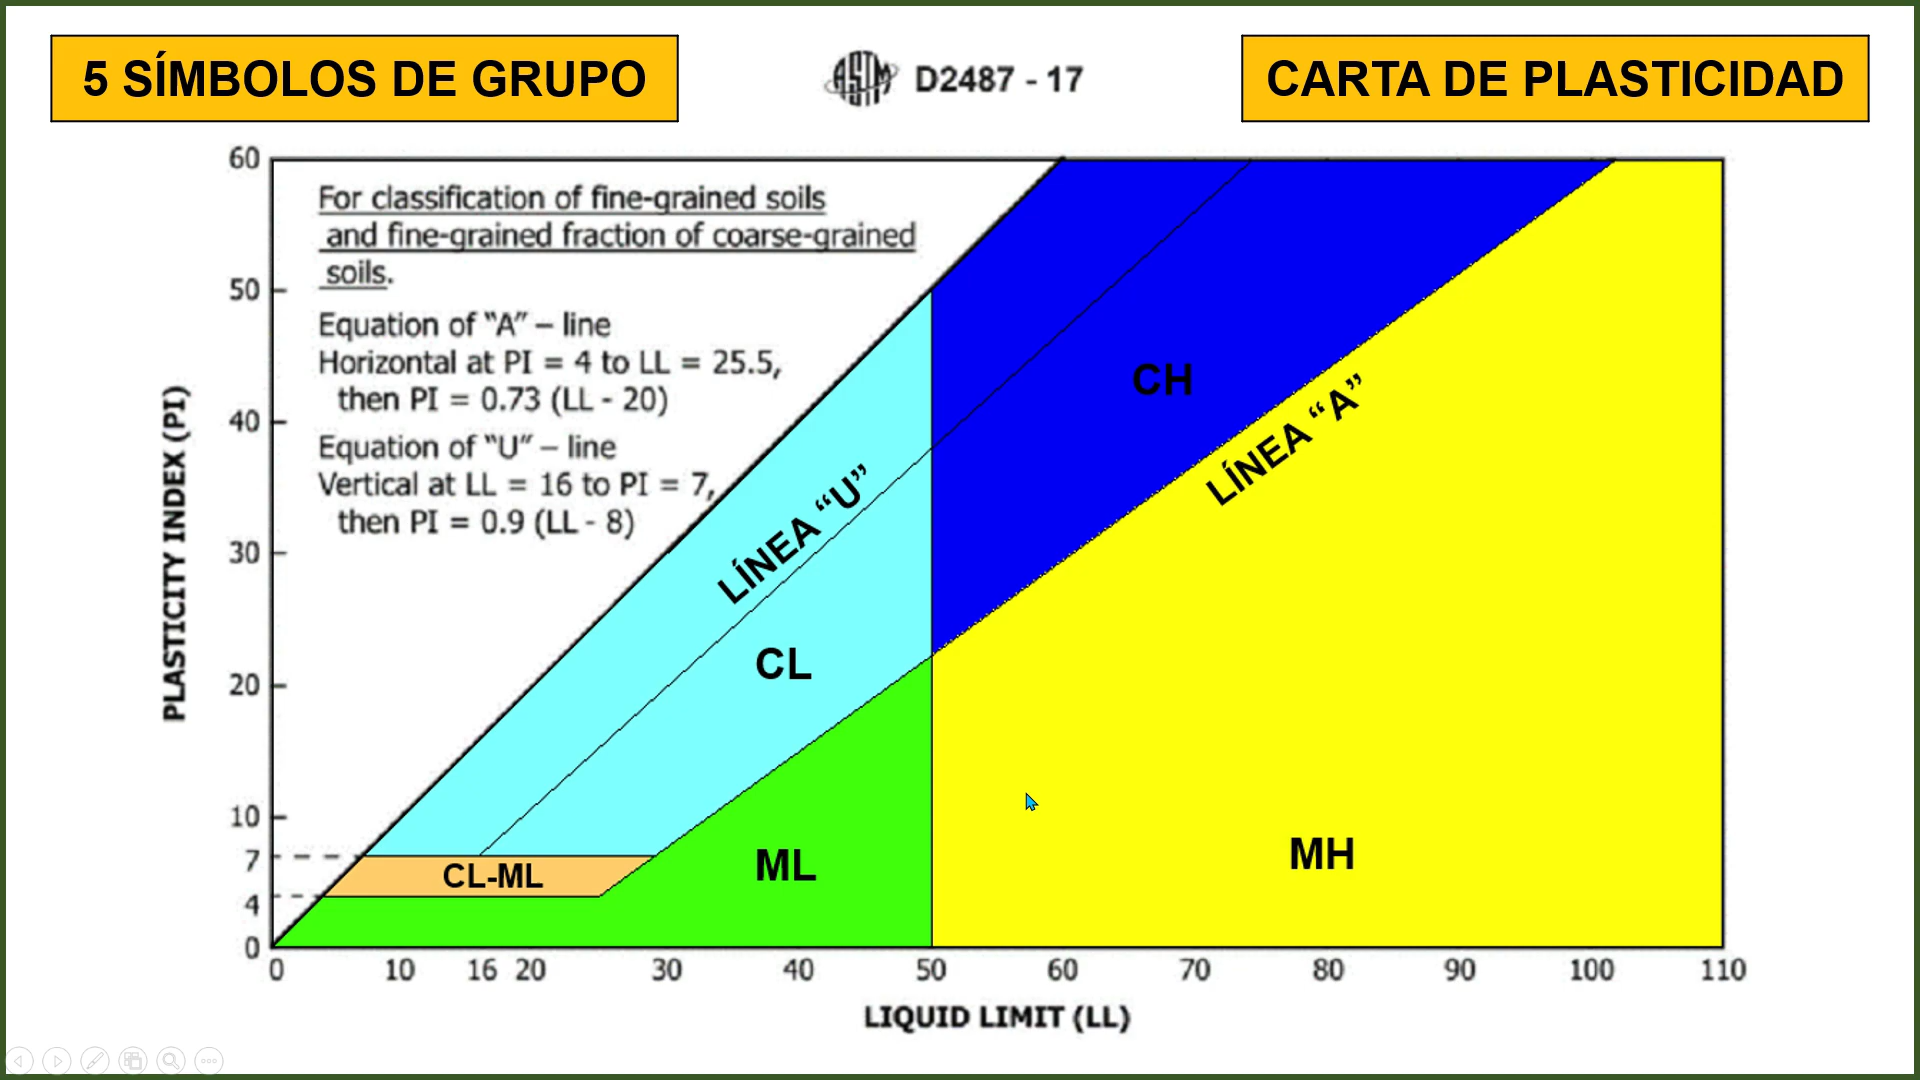 5 SÍMBOLOS DE GRUPO
ASTM D2487 - 17
CARTA DE PLASTICIDAD
For classification of fine-grained soils
and fine-grained fraction of coarse-grained
soils.
Equation of “A” – line
Horizontal at PI = 4 to LL = 25.5,
then PI = 0.73 (LL - 20)
Equation of “U” – line
Vertical at LL = 16 to PI = 7,
then PI = 0.9 (LL - 8)
PLASTICITY INDEX (PI)
60
50
40
30
20
10
7
4
0
LÍNEA “U”
LÍNEA “A”
CH
CL
CL-ML
ML
MH
0 10 16 20 30 40 50 60 70 80 90 100 110
LIQUID LIMIT (LL)